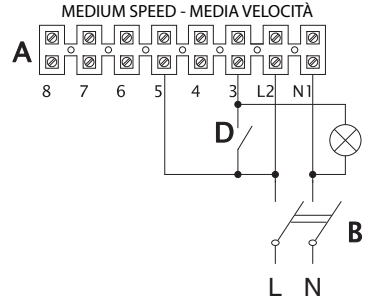 MEDIUM SPEED - MEDIA VELOCITÀ
A
8 7 6 5 4 3 L2 N1
D
B
L N